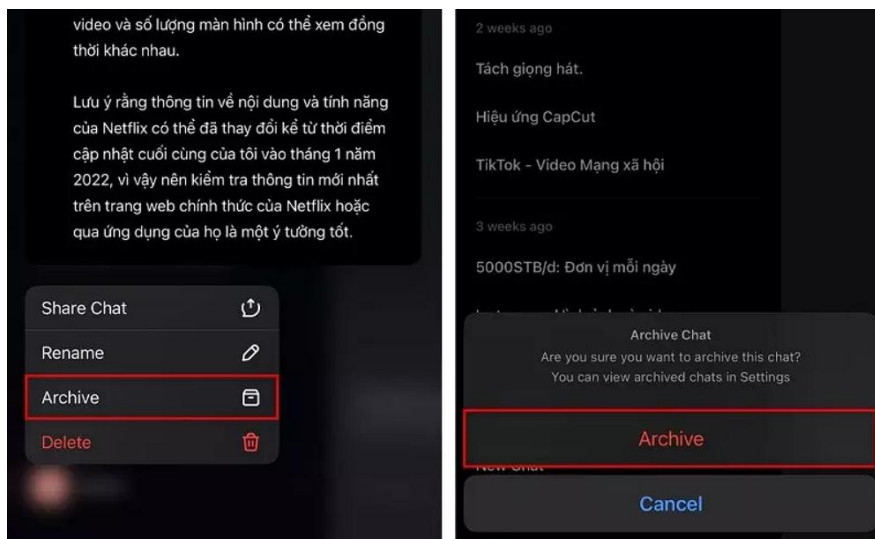 video và số lượng màn hình có thể xem đồng
thời khác nhau.
Lưu ý rằng thông tin về nội dung và tính năng
của Netflix có thể đã thay đổi kể từ thời điểm
cập nhật cuối cùng của tôi vào tháng 1 năm
2022, vì vậy nên kiểm tra thông tin mới nhất
trên trang web chính thức của Netflix hoặc
qua ứng dụng của họ là một ý tưởng tốt.
Share Chat
Rename
Archive
Delete
2 weeks ago
Tách giọng hát.
Hiệu ứng CapCut
TikTok - Video Mạng xã hội
3 weeks ago
5000STB/d: Đơn vị mỗi ngày
Archive Chat
Are you sure you want to archive this chat?
You can view archived chats in Settings
Archive
New Chat
Cancel